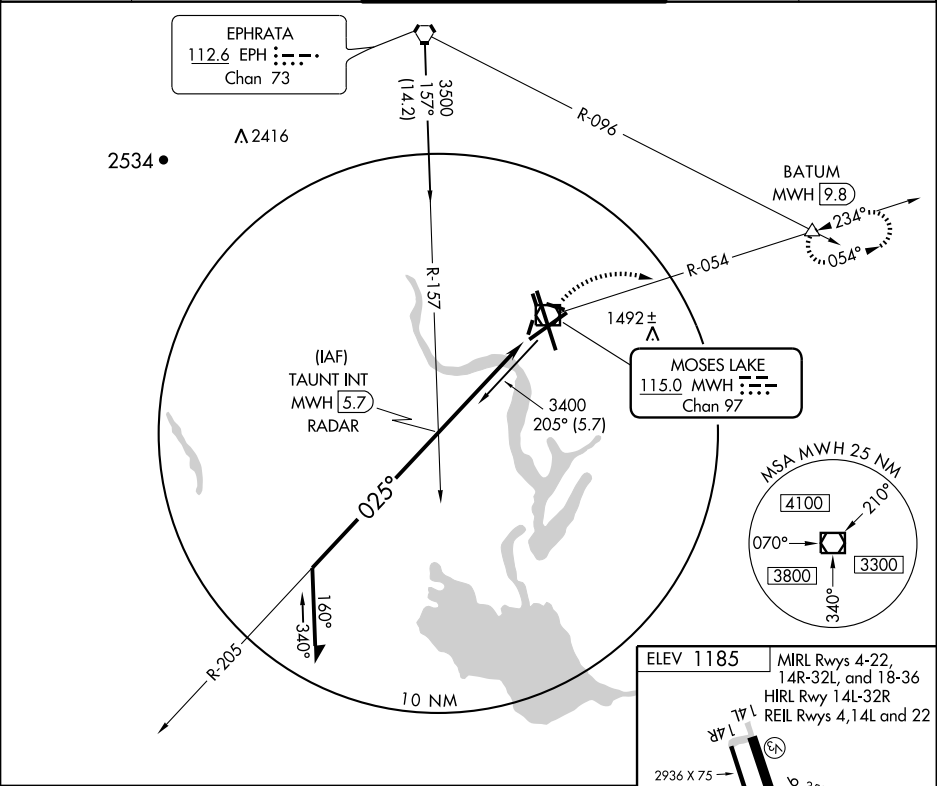 EPHRATA
112.6 EPH
Chan 73
3500
157°
(14.2)
2416
2534
R-096
BATUM
MWH 9.8
234°
054°
R-054
R-157
1492±
(IAF)
TAUNT INT
MWH 5.7
RADAR
MOSES LAKE
115.0 MWH
Chan 97
3400
205° (5.7)
025°
MSA MWH 25 NM
4100
210°
070°
3800
3300
340°
160°
340°
R-205
10 NM
ELEV 1185
MIRL Rwys 4-22,
14R-32L, and 18-36
HIRL Rwy 14L-32R
REIL Rwys 4,14L and 22
14L
14R
V3
2936 X 75